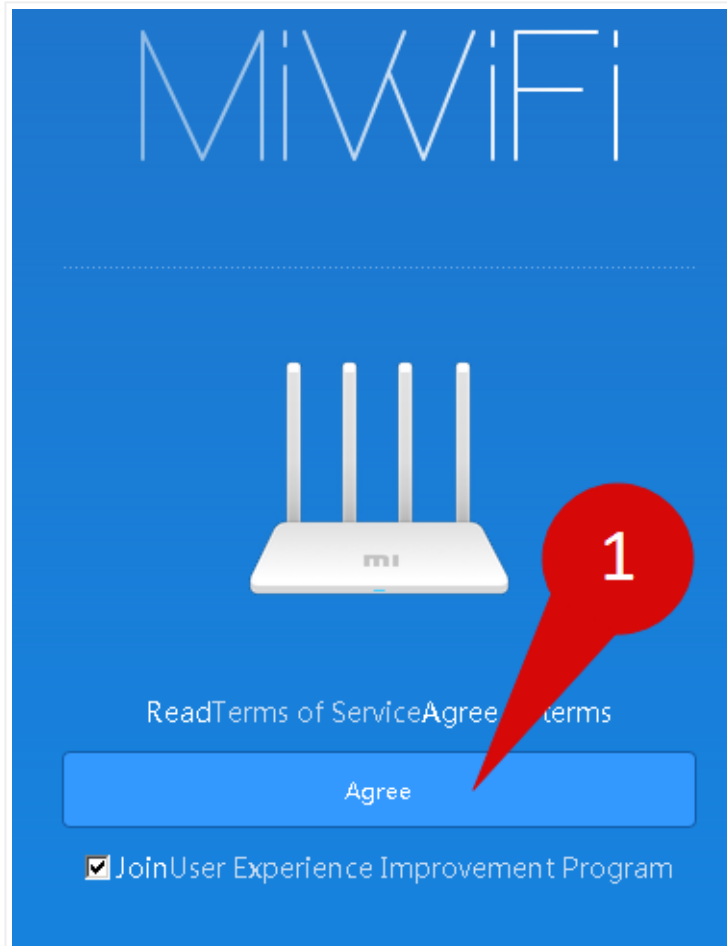 MiWiFi
mi
1
ReadTerms of ServiceAgree terms
Agree
JoinUser Experience Improvement Program